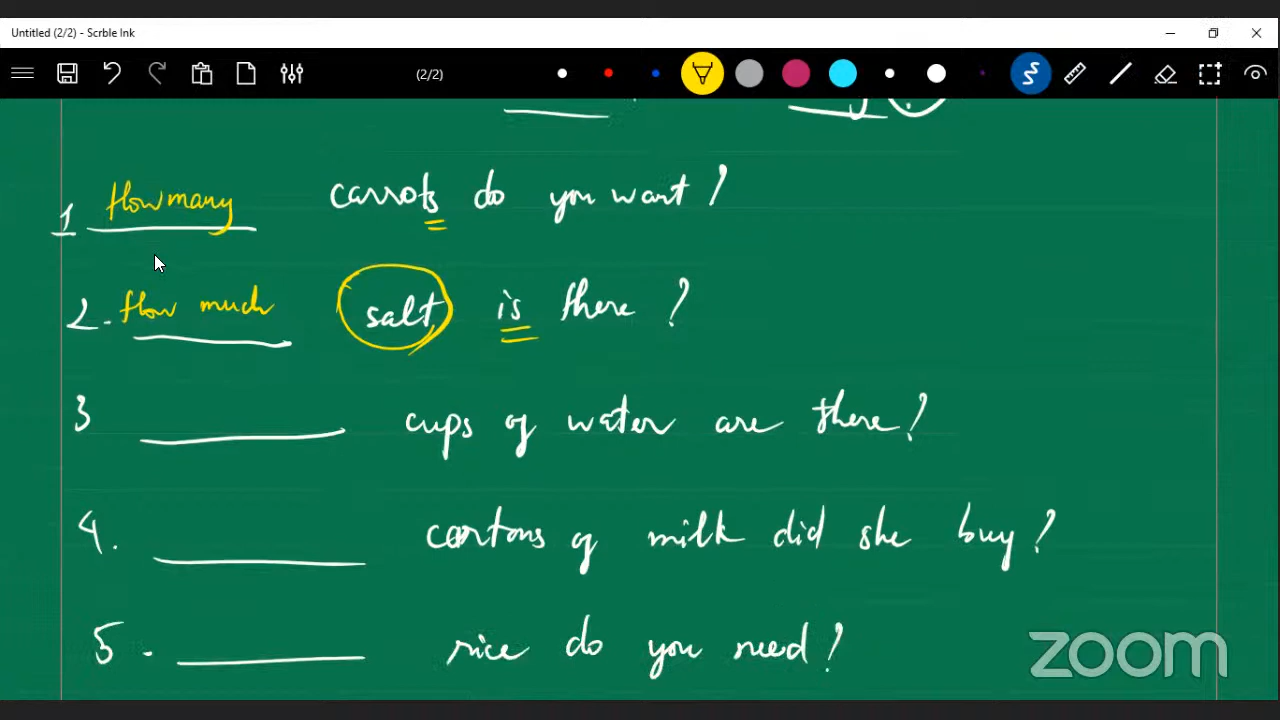 Untitled (2/2) - Scrble Ink
(2/2)
1 How many carrots do you want?
2. How much salt is there?
3 cups of water are there?
4. cartons of milk did she buy?
5. rice do you need?
zoom